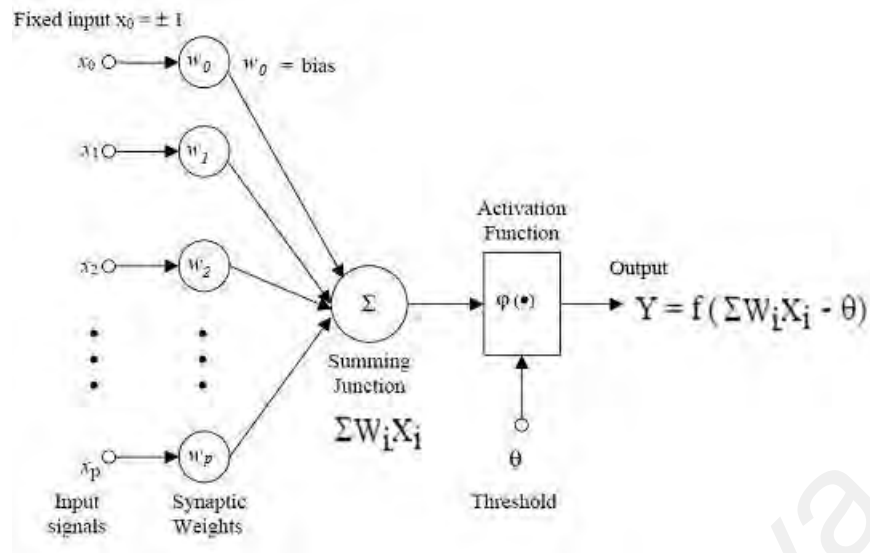 Fixed input x0 = ± 1
x0
w0
w0 = bias
x1
w1
x2
w2
Activation
Function
Output
Σ
φ(•)
Y = f ( ΣWiXi - θ)
Summing
Junction
ΣWiXi
xp
wp
θ
Input
signals
Synaptic
Weights
Threshold